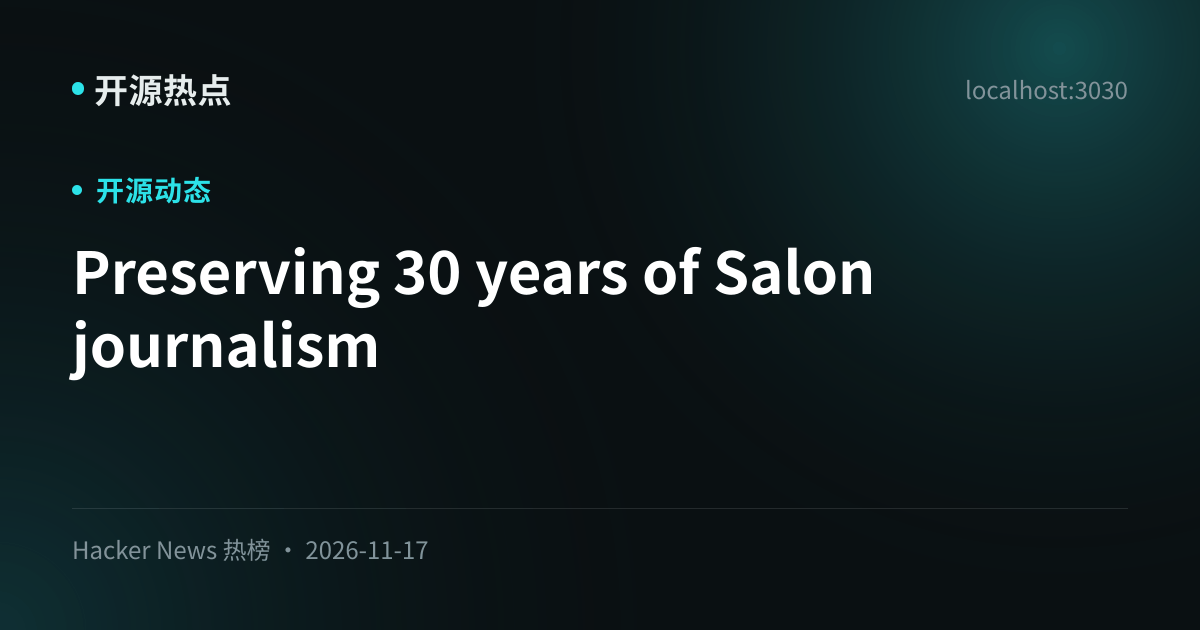 开源热点
localhost:3030
开源动态
Preserving 30 years of Salon
journalism
Hacker News 热榜 · 2026-11-17